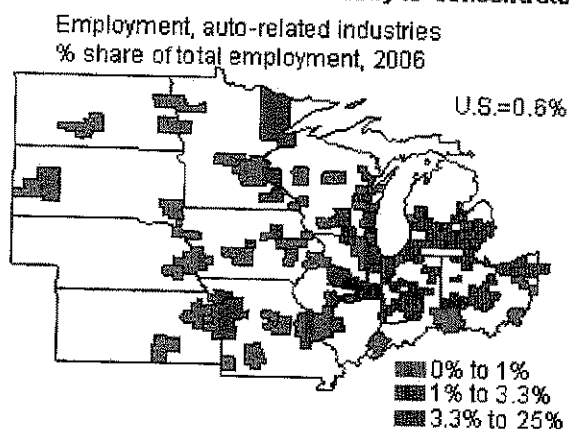 Employment, auto-related industries
% share of total employment, 2006
U.S.=0.6%
0% to 1%
1% to 3.3%
3.3% to 25%